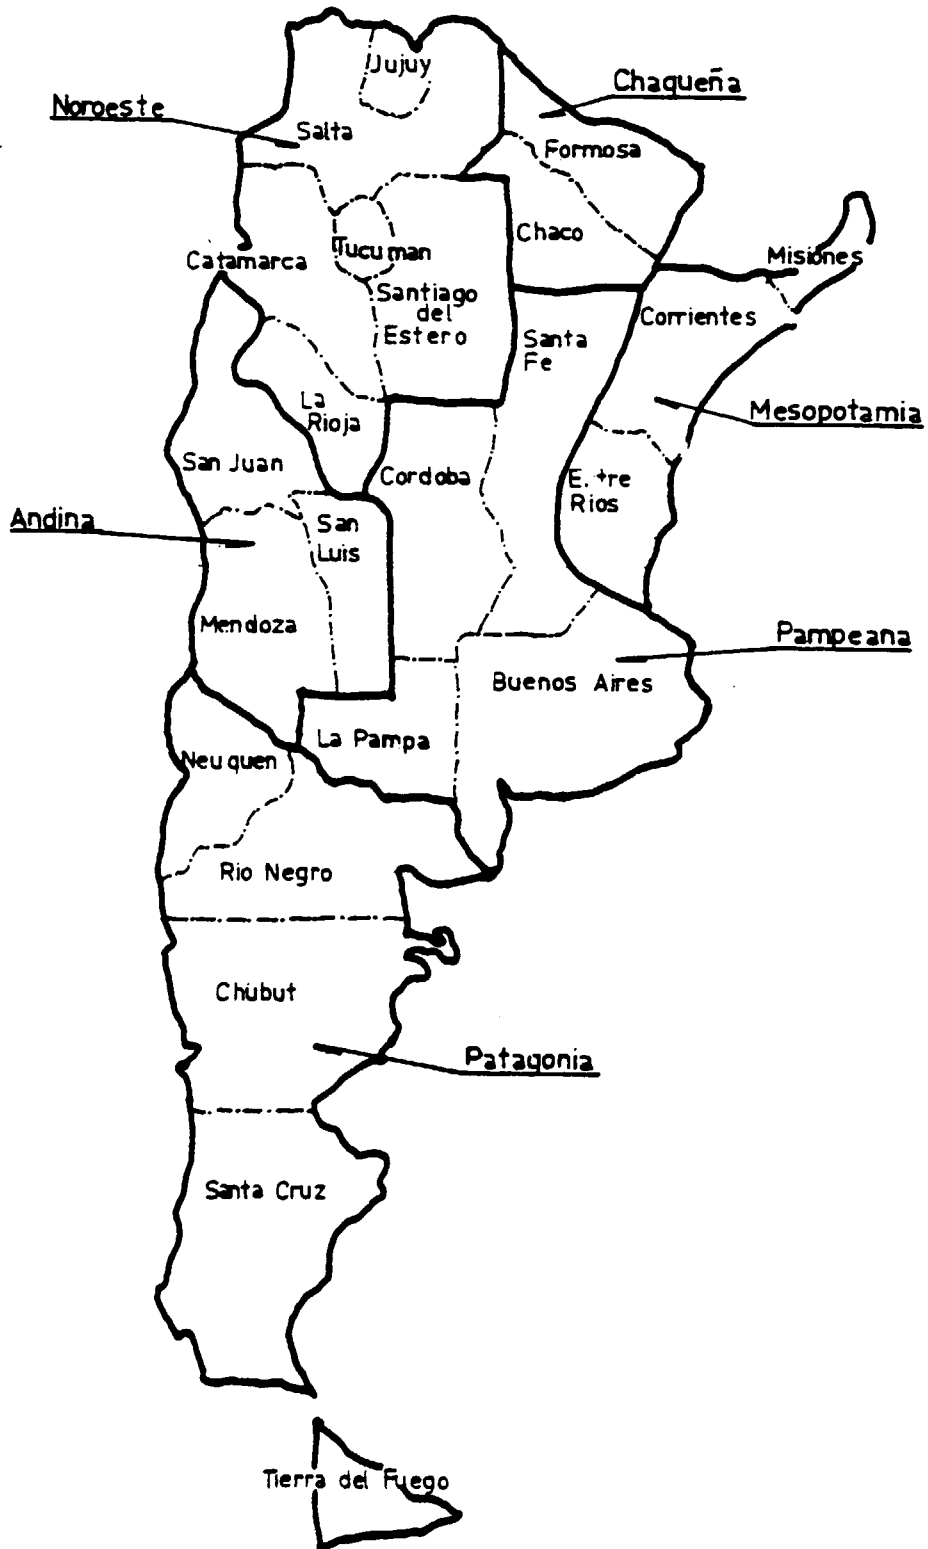 Jujuy
Chaqueña
Noroeste
Salta
Formosa
Chaco
Tucuman
Misiones
Catamarca
Santiago
del
Estero
Corrientes
Santa
Fe
La
Rioja
Mesopotamia
San Juan
Cordoba
E. tre
Rios
Andina
San
Luis
Mendoza
Pampeana
Buenos Aires
La Pampa
Neuquen
Rio Negro
Chubut
Patagonia
Santa Cruz
Tierra del Fuego